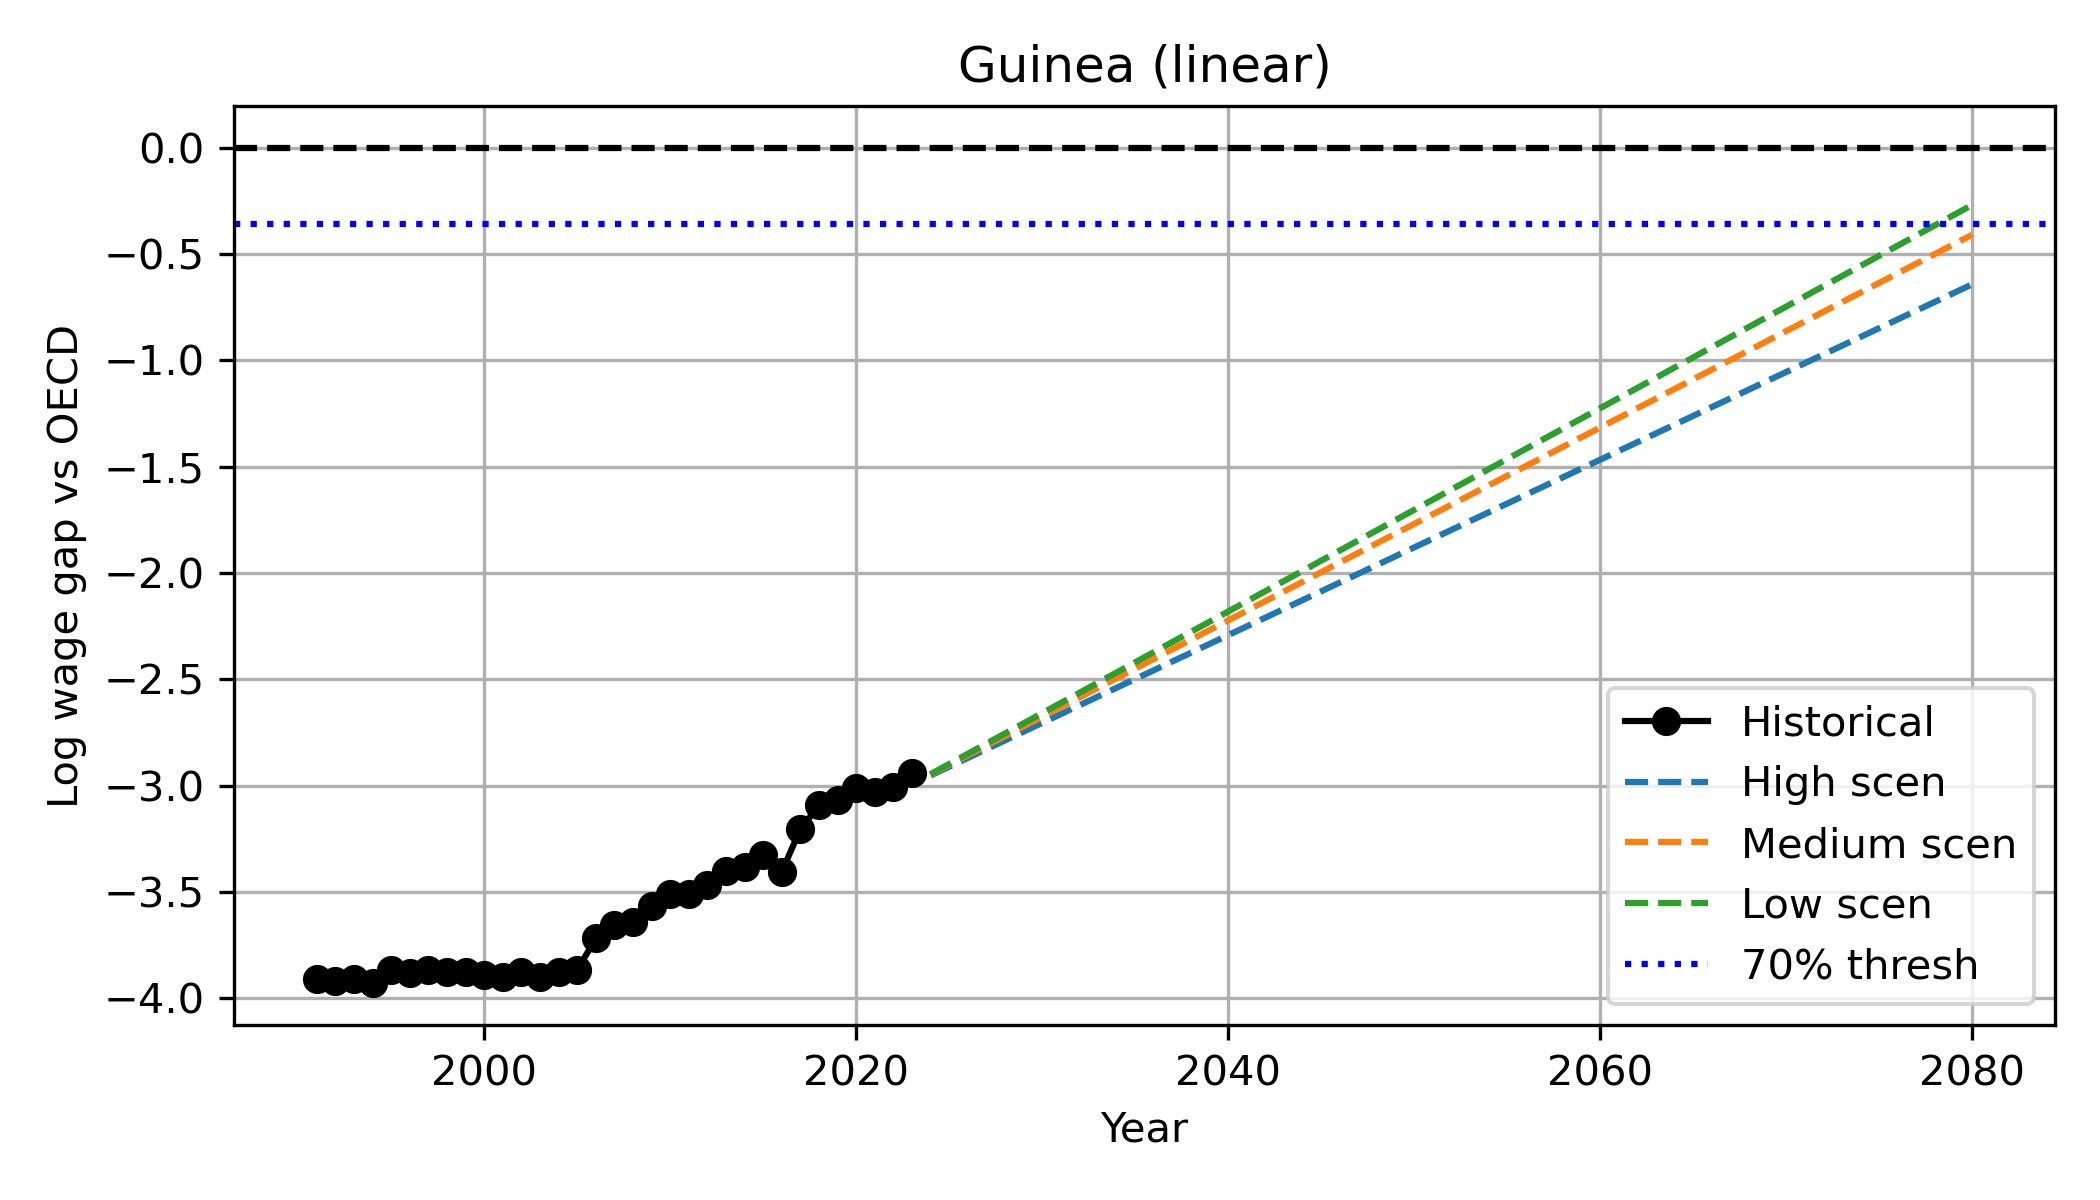 Guinea (linear)
Log wage gap vs OECD
0.0
−0.5
−1.0
−1.5
−2.0
−2.5
−3.0
−3.5
−4.0
Historical
High scen
Medium scen
Low scen
70% thresh
2000 2020 2040 2060 2080
Year